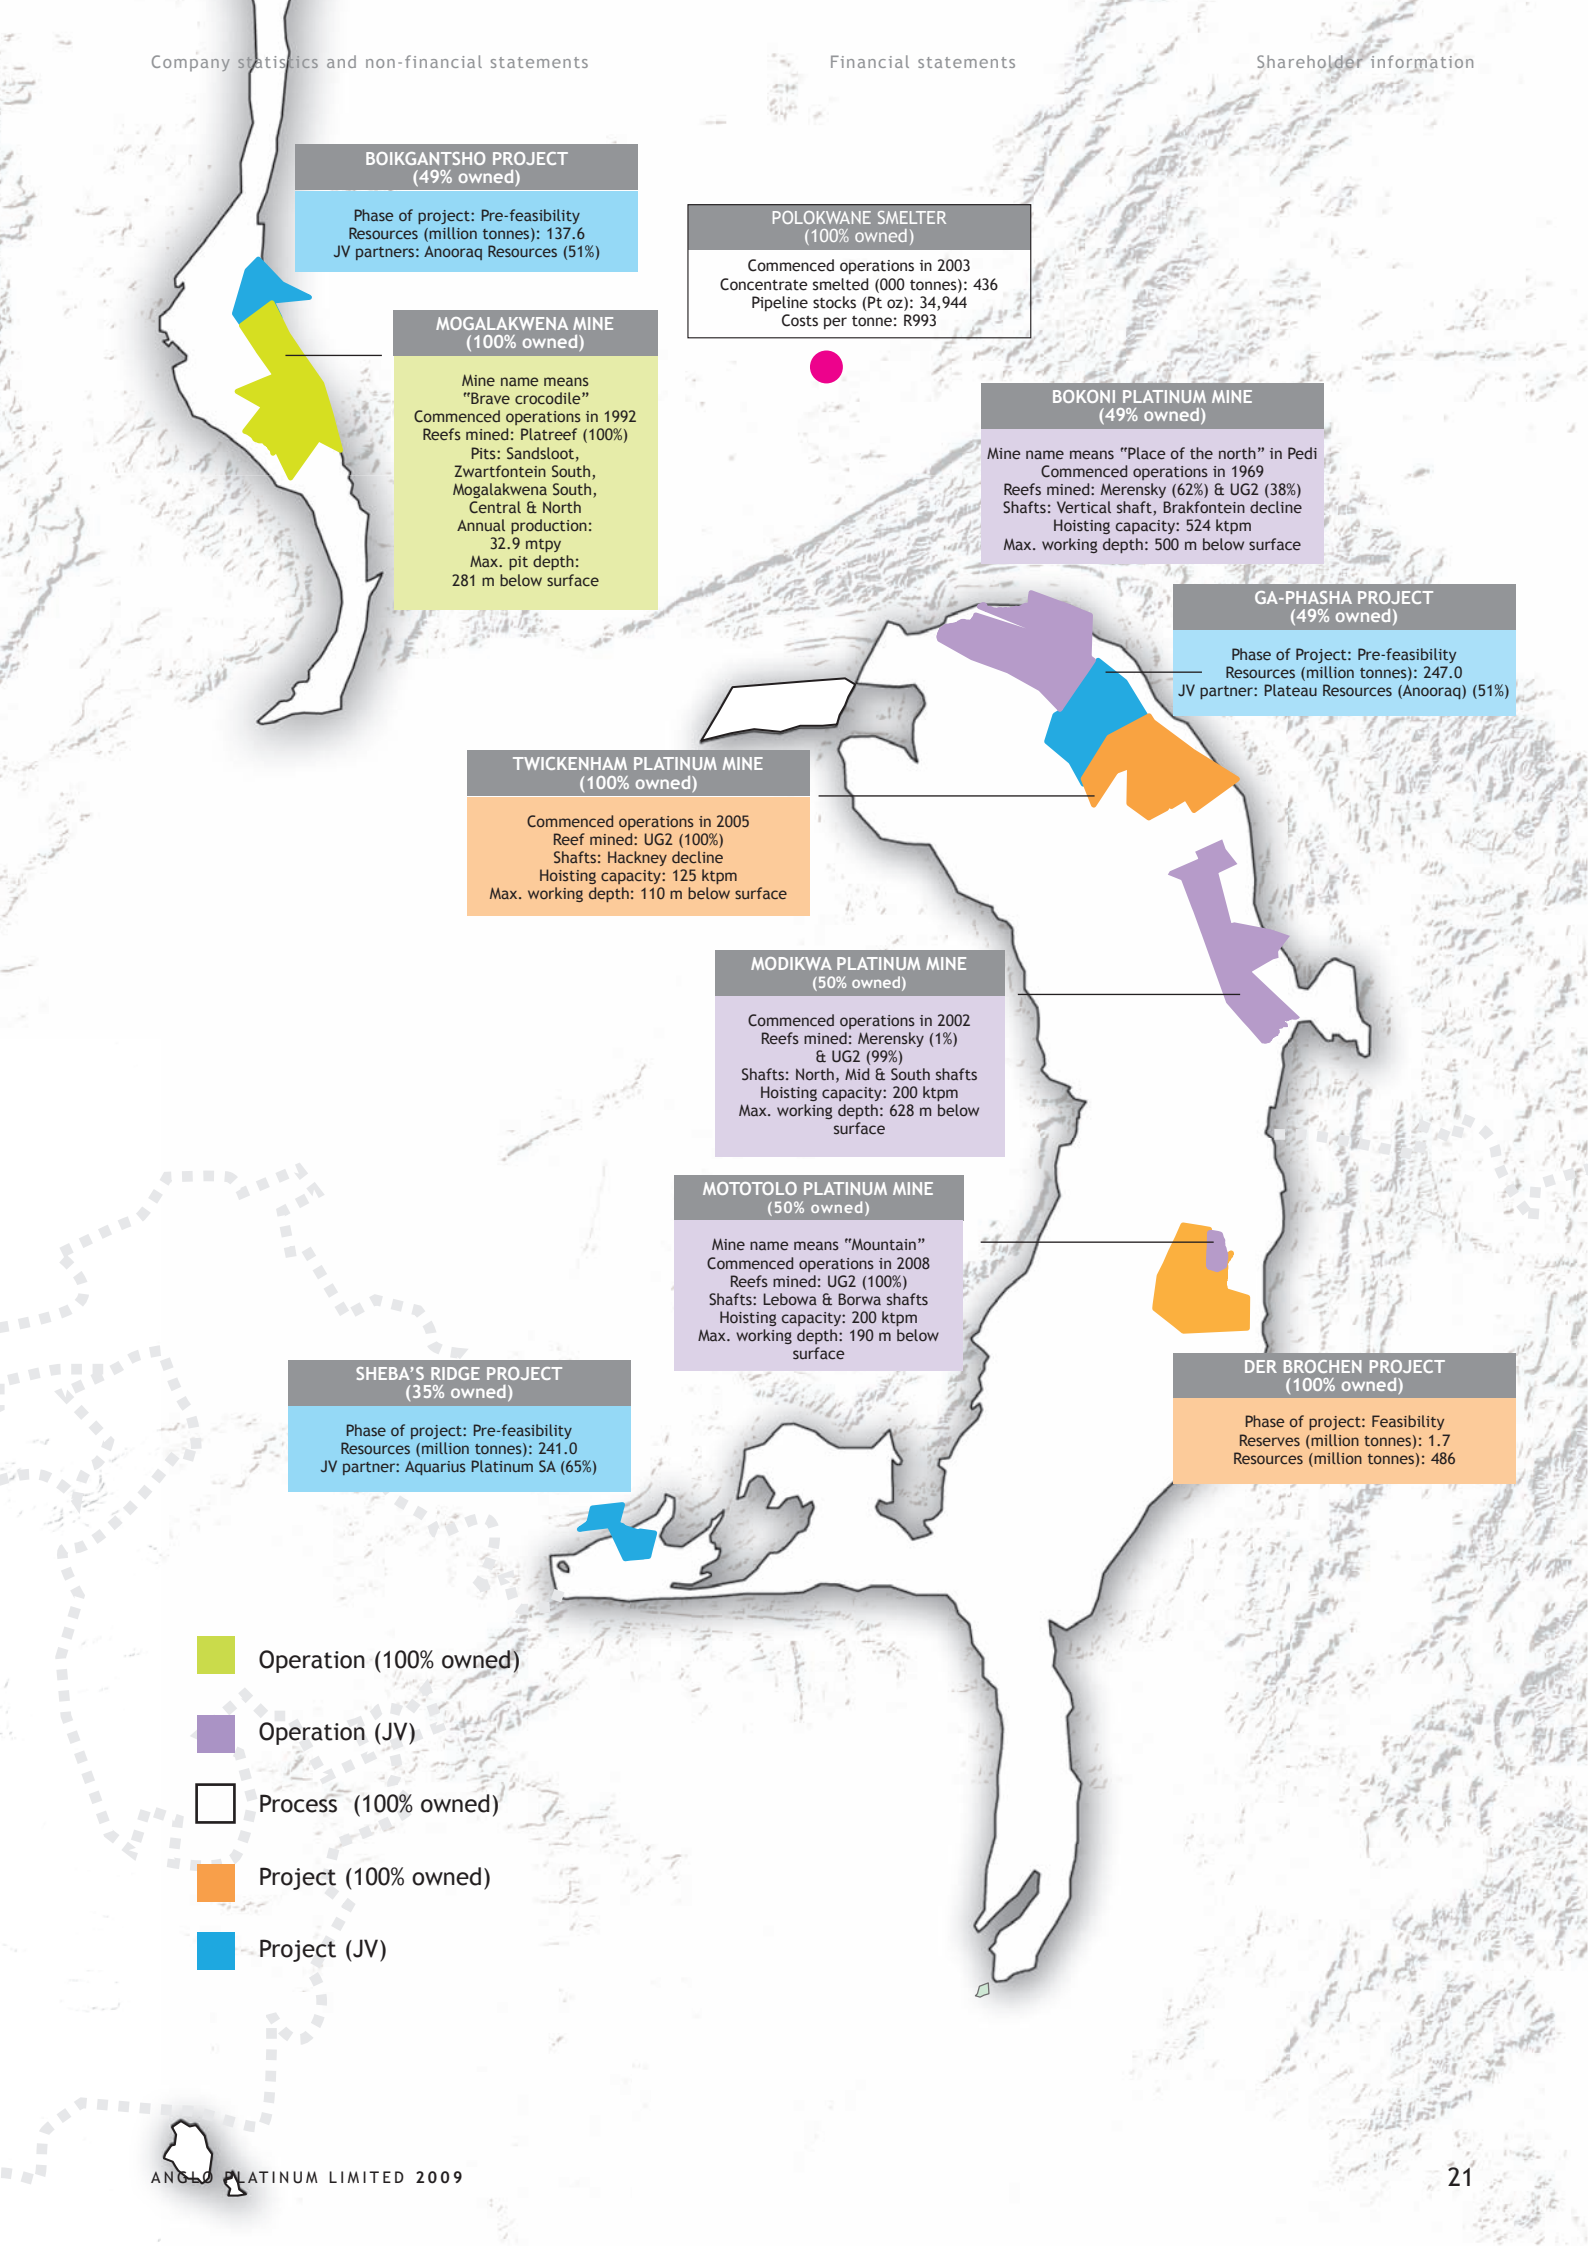 Company statistics and non-financial statements
Financial statements
Shareholder information
BOIKGANTSHO PROJECT
(49% owned)
Phase of project: Pre-feasibility
Resources (million tonnes): 137.6
JV partners: Anooraq Resources (51%)
POLOKWANE SMELTER
(100% owned)
Commenced operations in 2003
Concentrate smelted (000 tonnes): 436
Pipeline stocks (Pt oz): 34,944
Costs per tonne: R993
MOGALAKWENA MINE
(100% owned)
Mine name means
“Brave crocodile”
Commenced operations in 1992
Reefs mined: Platreef (100%)
Pits: Sandsloot,
Zwartfontein South,
Mogalakwena South,
Central & North
Annual production:
32.9 mtpy
Max. pit depth:
281 m below surface
BOKONI PLATINUM MINE
(49% owned)
Mine name means “Place of the north” in Pedi
Commenced operations in 1969
Reefs mined: Merensky (62%) & UG2 (38%)
Shafts: Vertical shaft, Brakfontein decline
Hoisting capacity: 524 ktpm
Max. working depth: 500 m below surface
GA-PHASHA PROJECT
(49% owned)
Phase of Project: Pre-feasibility
Resources (million tonnes): 247.0
JV partner: Plateau Resources (Anooraq) (51%)
TWICKENHAM PLATINUM MINE
(100% owned)
Commenced operations in 2005
Reef mined: UG2 (100%)
Shafts: Hackney decline
Hoisting capacity: 125 ktpm
Max. working depth: 110 m below surface
MODIKWA PLATINUM MINE
(50% owned)
Commenced operations in 2002
Reefs mined: Merensky (1%)
& UG2 (99%)
Shafts: North, Mid & South shafts
Hoisting capacity: 200 ktpm
Max. working depth: 628 m below
surface
MOTOTOLO PLATINUM MINE
(50% owned)
Mine name means “Mountain”
Commenced operations in 2008
Reefs mined: UG2 (100%)
Shafts: Lebowa & Borwa shafts
Hoisting capacity: 200 ktpm
Max. working depth: 190 m below
surface
SHEBA’S RIDGE PROJECT
(35% owned)
Phase of project: Pre-feasibility
Resources (million tonnes): 241.0
JV partner: Aquarius Platinum SA (65%)
DER BROCHEN PROJECT
(100% owned)
Phase of project: Feasibility
Reserves (million tonnes): 1.7
Resources (million tonnes): 486
Operation (100% owned)
Operation (JV)
Process (100% owned)
Project (100% owned)
Project (JV)
ANGLO PLATINUM LIMITED 2009
21